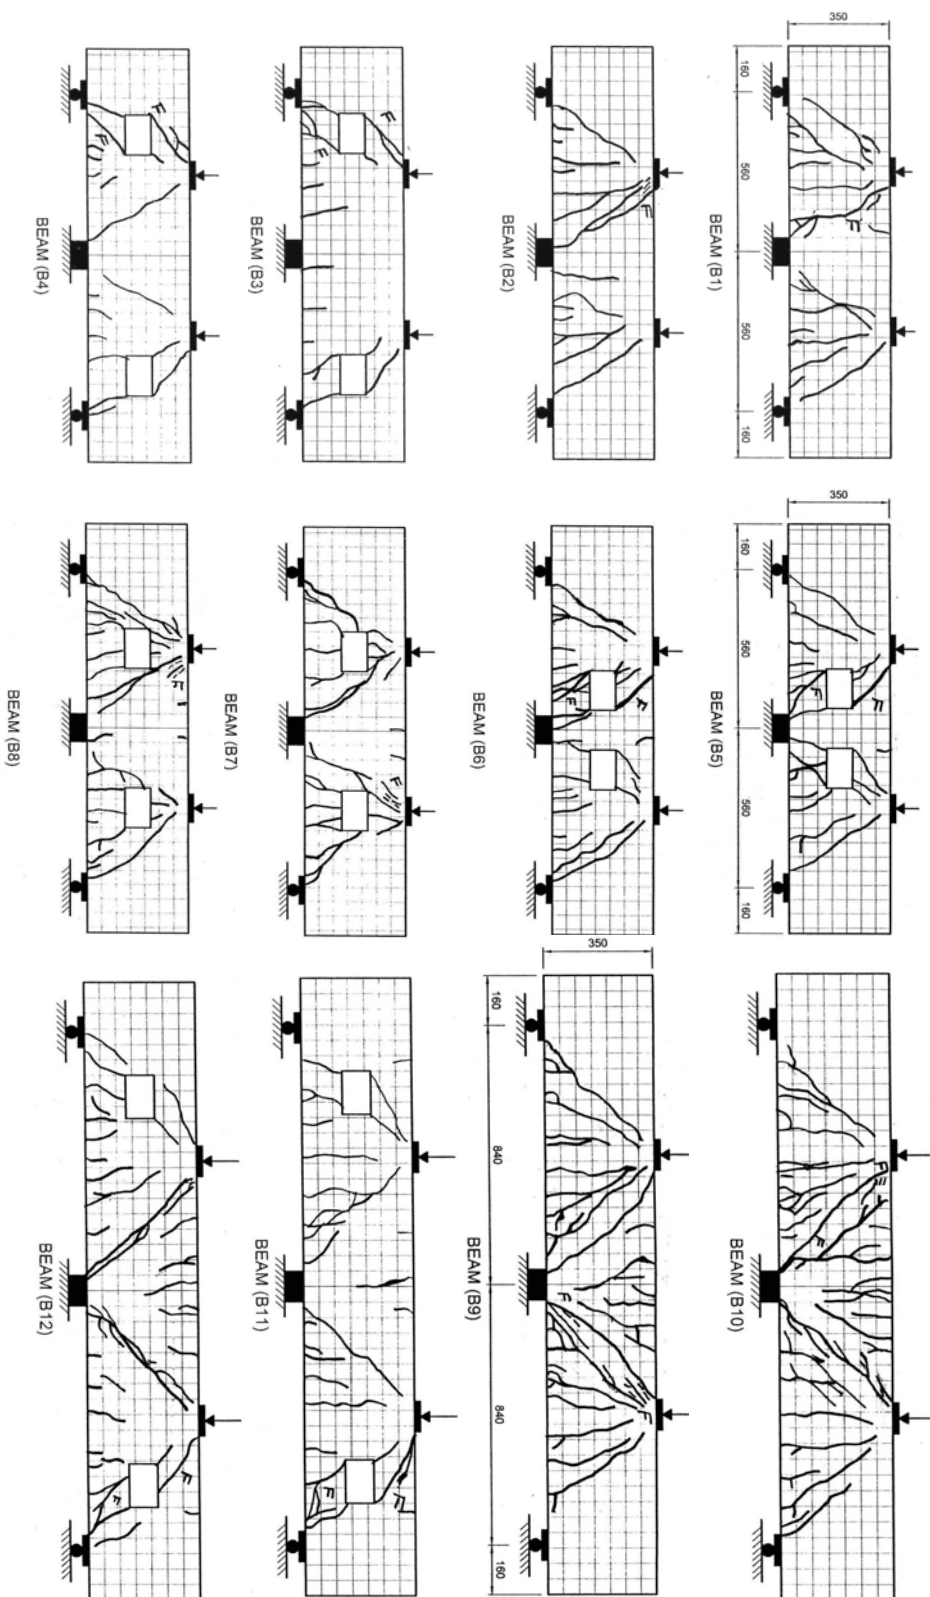 350
160
560
560
160
F
BEAM (B1)
F
BEAM (B2)
F
BEAM (B3)
F
F
BEAM (B4)
350
160
560
560
160
F
F
BEAM (B5)
F
F
BEAM (B6)
F
BEAM (B7)
F
BEAM (B8)
F
F
BEAM (B10)
350
160
840
840
160
F
F
BEAM (B9)
F
F
BEAM (B11)
F
F
BEAM (B12)